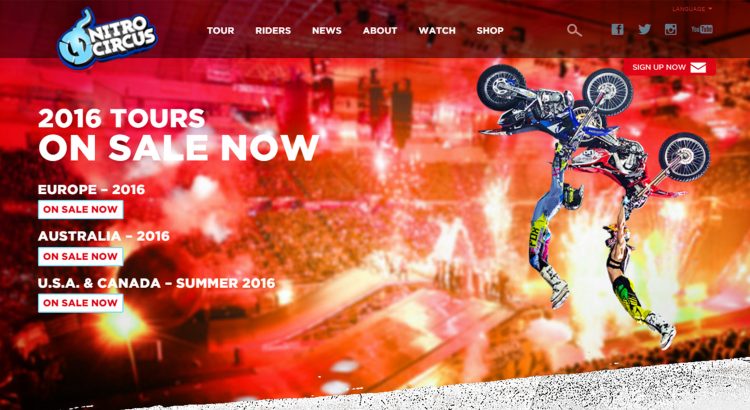 LANGUAGE
NITRO
CIRCUS
TOUR RIDERS NEWS ABOUT WATCH SHOP
You Tube
SIGN UP NOW
2016 TOURS
ON SALE NOW
EUROPE – 2016
ON SALE NOW
AUSTRALIA – 2016
ON SALE NOW
U.S.A. & CANADA – SUMMER 2016
ON SALE NOW